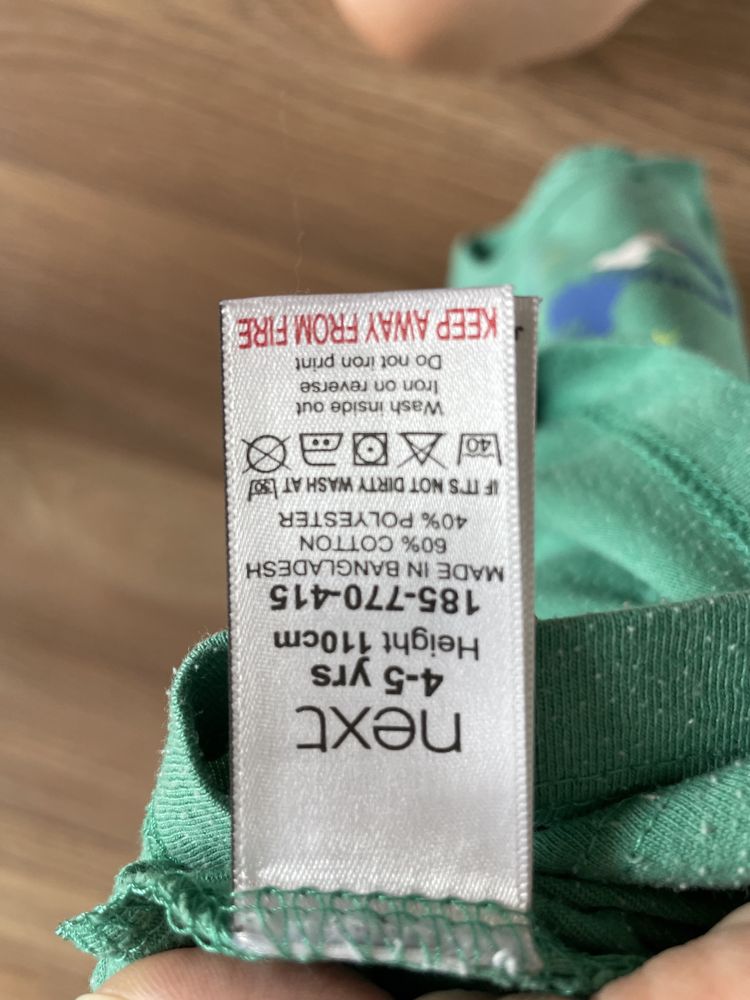 next
4-5 yrs
Height 110cm
185-770-415
MADE IN BANGLADESH
60% COTTON
40% POLYESTER
IF IT'S NOT DIRTY WASH AT 30
40
Wash inside out
Iron on reverse
Do not iron print
KEEP AWAY FROM FIRE